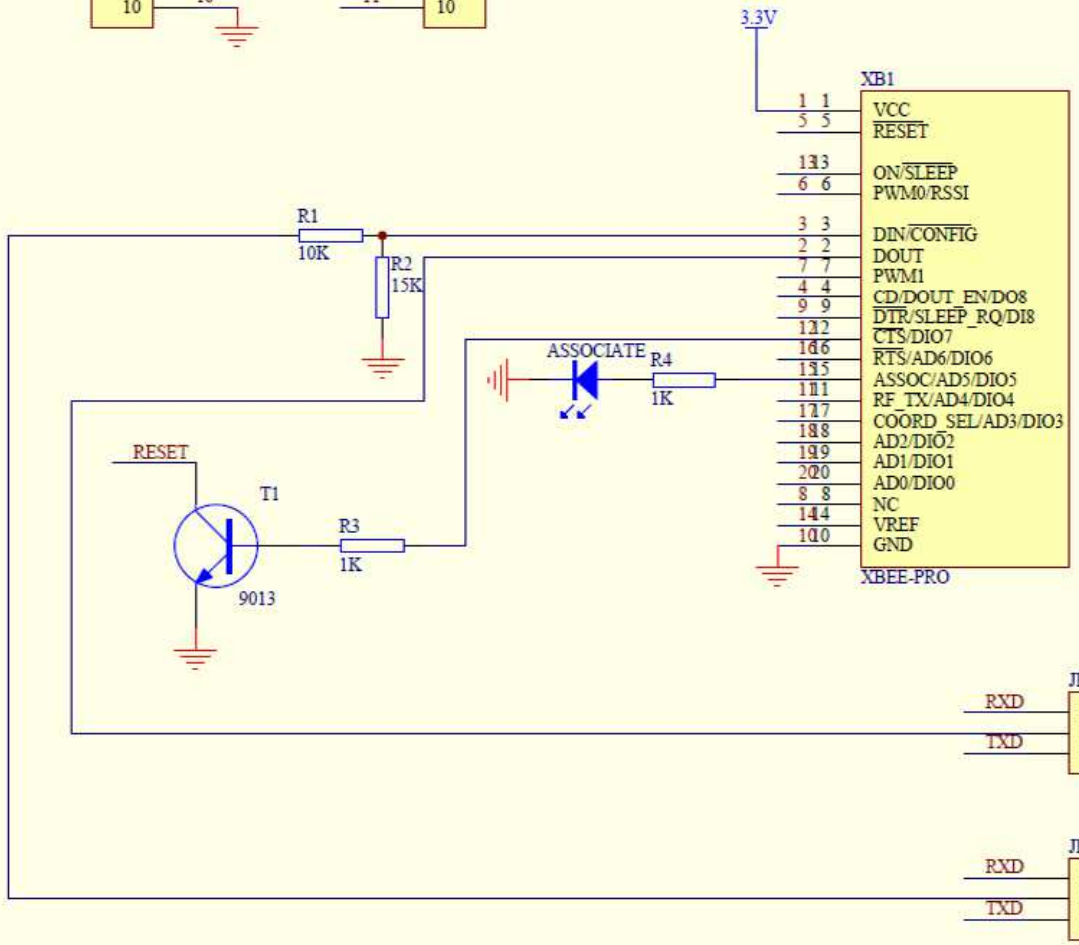 10 10
10
3.3V
XB1
1 1 VCC
5 5 RESET
13 13 ON/SLEEP
6 6 PWM0/RSSI
R1
10K
3 3 DIN/CONFIG
2 2 DOUT
R2
15K
7 7 PWM1
4 4 CD/DOUT_EN/DO8
9 9 DTR/SLEEP_RQ/DI8
12 12 CTS/DIO7
16 16 RTS/AD6/DIO6
ASSOCIATE
R4
1K
15 15 ASSOC/AD5/DIO5
11 11 RF_TX/AD4/DIO4
17 17 COORD_SEL/AD3/DIO3
18 18 AD2/DIO2
19 19 AD1/DIO1
20 20 AD0/DIO0
8 8 NC
14 14 VREF
10 10 GND
XBEE-PRO
RESET
T1
9013
R3
1K
RXD
TXD
RXD
TXD